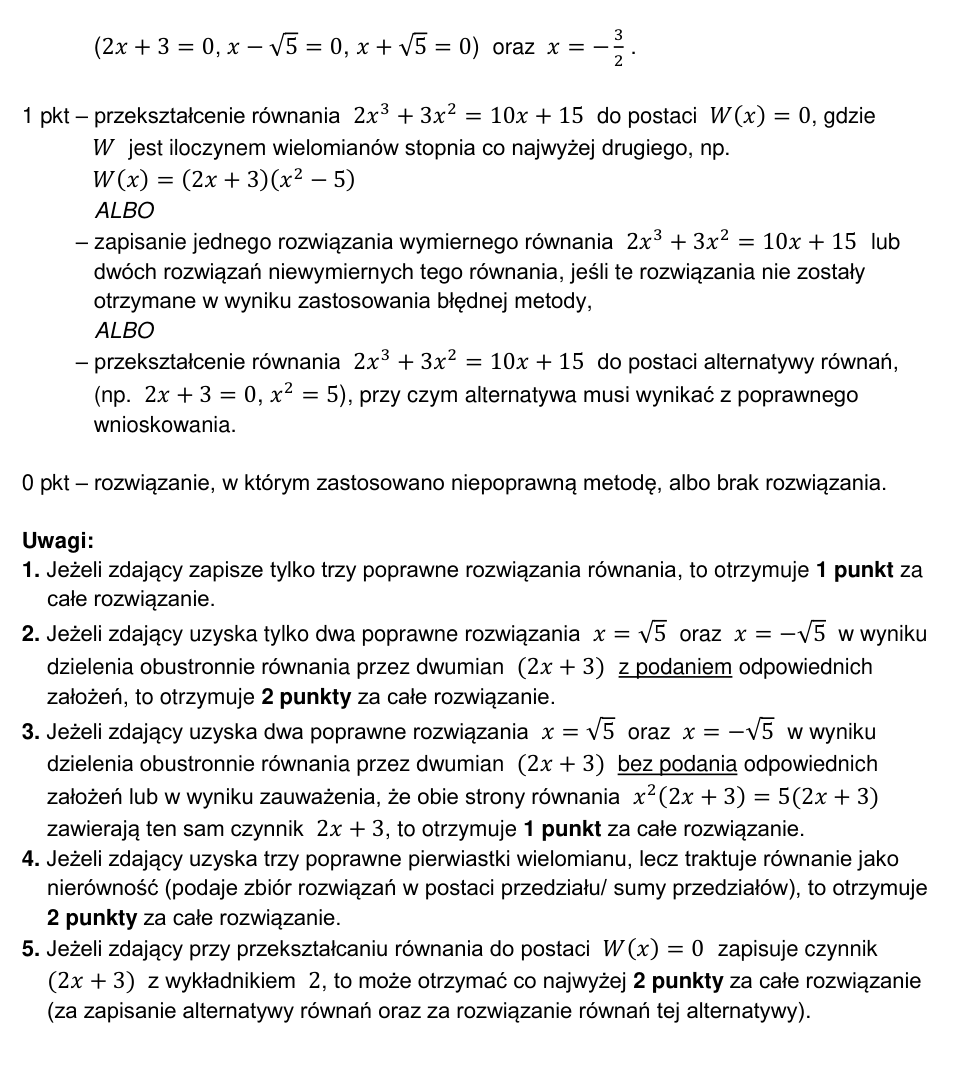 (2x + 3 = 0, x − √5 = 0, x + √5 = 0) oraz x = −3/2 .
1 pkt – przekształcenie równania 2x³ + 3x² = 10x + 15 do postaci W(x) = 0, gdzie
W jest iloczynem wielomianów stopnia co najwyżej drugiego, np.
W(x) = (2x + 3)(x² − 5)
ALBO
– zapisanie jednego rozwiązania wymiernego równania 2x³ + 3x² = 10x + 15 lub
dwóch rozwiązań niewymiernych tego równania, jeśli te rozwiązania nie zostały
otrzymane w wyniku zastosowania błędnej metody,
ALBO
– przekształcenie równania 2x³ + 3x² = 10x + 15 do postaci alternatywy równań,
(np. 2x + 3 = 0, x² = 5), przy czym alternatywa musi wynikać z poprawnego
wnioskowania.
0 pkt – rozwiązanie, w którym zastosowano niepoprawną metodę, albo brak rozwiązania.
Uwagi:
1. Jeżeli zdający zapisze tylko trzy poprawne rozwiązania równania, to otrzymuje 1 punkt za
całe rozwiązanie.
2. Jeżeli zdający uzyska tylko dwa poprawne rozwiązania x = √5 oraz x = −√5 w wyniku
dzielenia obustronnie równania przez dwumian (2x + 3) z podaniem odpowiednich
założeń, to otrzymuje 2 punkty za całe rozwiązanie.
3. Jeżeli zdający uzyska dwa poprawne rozwiązania x = √5 oraz x = −√5 w wyniku
dzielenia obustronnie równania przez dwumian (2x + 3) bez podania odpowiednich
założeń lub w wyniku zauważenia, że obie strony równania x²(2x + 3) = 5(2x + 3)
zawierają ten sam czynnik 2x + 3, to otrzymuje 1 punkt za całe rozwiązanie.
4. Jeżeli zdający uzyska trzy poprawne pierwiastki wielomianu, lecz traktuje równanie jako
nierówność (podaje zbiór rozwiązań w postaci przedziału/ sumy przedziałów), to otrzymuje
2 punkty za całe rozwiązanie.
5. Jeżeli zdający przy przekształcaniu równania do postaci W(x) = 0 zapisuje czynnik
(2x + 3) z wykładnikiem 2, to może otrzymać co najwyżej 2 punkty za całe rozwiązanie
(za zapisanie alternatywy równań oraz za rozwiązanie równań tej alternatywy).